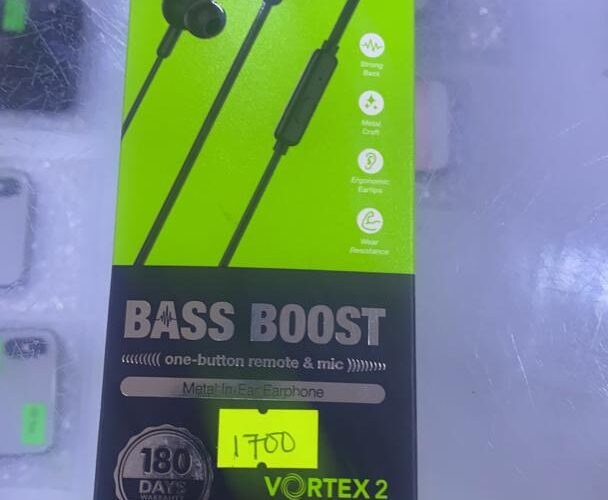 Strong
Bass
Metal
Craft
Ergonomic
Eartips
Wear
Resistance
BASS BOOST
one-button remote & mic
Metal In-Ear Earphone
1700
180
DAYS
WARRANTY
VORTEX 2